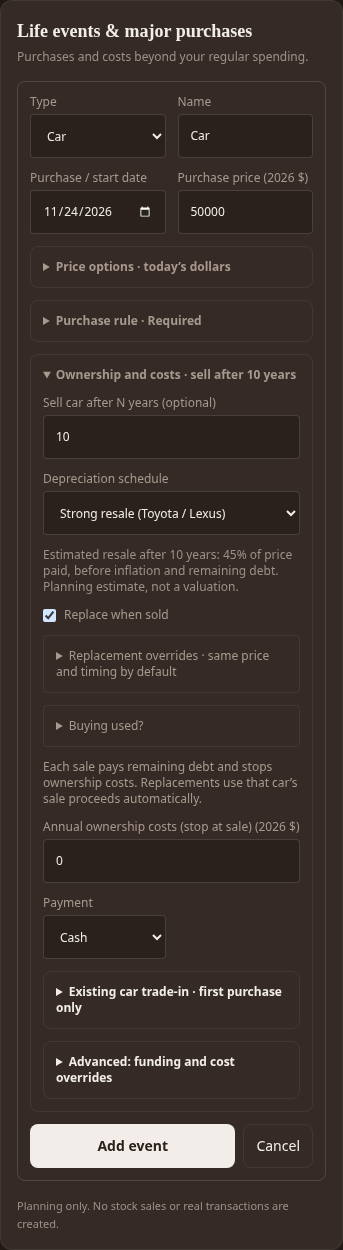 Life events & major purchases
Purchases and costs beyond your regular spending.
Type
Name
Car
Car
Purchase / start date
Purchase price (2026 $)
11/24/2026
50000
Price options · today's dollars
Purchase rule · Required
Ownership and costs · sell after 10 years
Sell car after N years (optional)
10
Depreciation schedule
Strong resale (Toyota / Lexus)
Estimated resale after 10 years: 45% of price
paid, before inflation and remaining debt.
Planning estimate, not a valuation.
Replace when sold
Replacement overrides · same price
and timing by default
Buying used?
Each sale pays remaining debt and stops
ownership costs. Replacements use that car's
sale proceeds automatically.
Annual ownership costs (stop at sale) (2026 $)
0
Payment
Cash
Existing car trade-in · first purchase
only
Advanced: funding and cost
overrides
Add event
Cancel
Planning only. No stock sales or real transactions are
created.